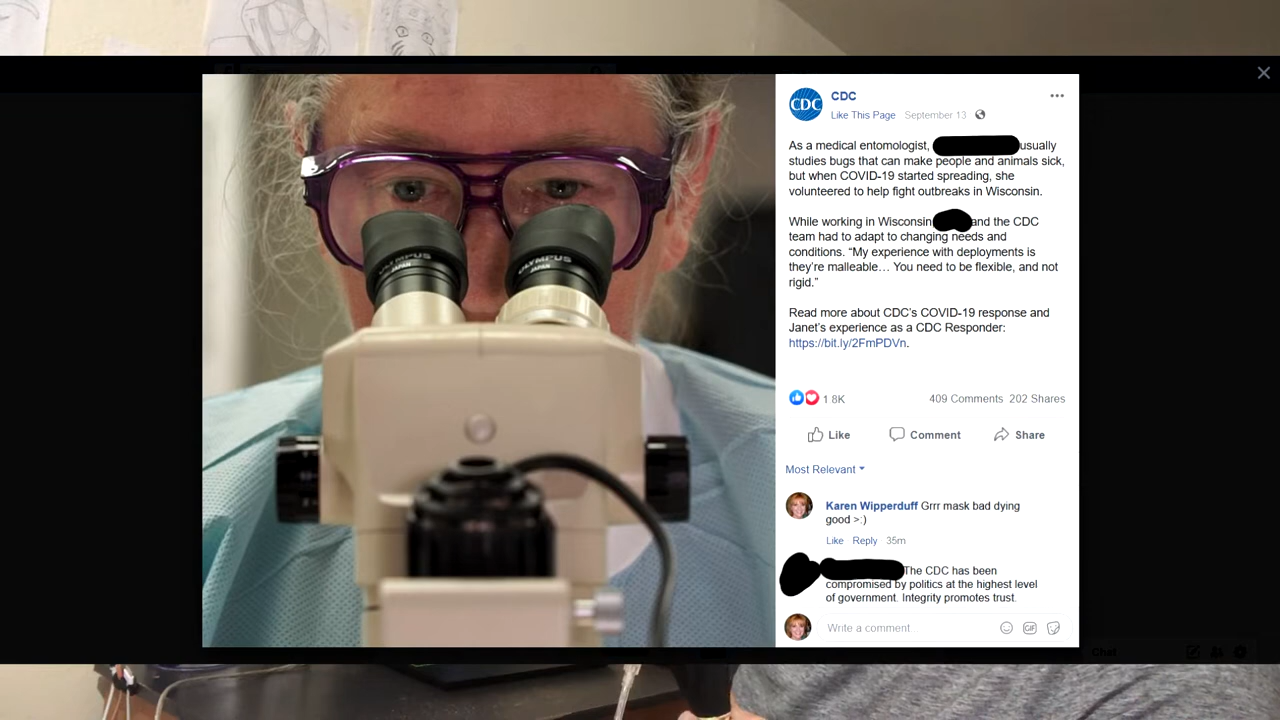 OLYMPUS
JAPAN
OLYMPUS
JAPAN
CDC
CDC
Like This Page September 13
As a medical entomologist, usually
studies bugs that can make people and animals sick,
but when COVID-19 started spreading, she
volunteered to help fight outbreaks in Wisconsin.
While working in Wisconsin and the CDC
team had to adapt to changing needs and
conditions. “My experience with deployments is
they’re malleable… You need to be flexible, and not
rigid.”
Read more about CDC’s COVID-19 response and
Janet’s experience as a CDC Responder:
https://bit.ly/2FmPDVn.
1 8K 409 Comments 202 Shares
Like Comment Share
Most Relevant
Karen Wipperduff Grrr mask bad dying
good >:)
Like Reply 35m
The CDC has been
compromised by politics at the highest level
of government. Integrity promotes trust.
Write a comment... GIF
Chat